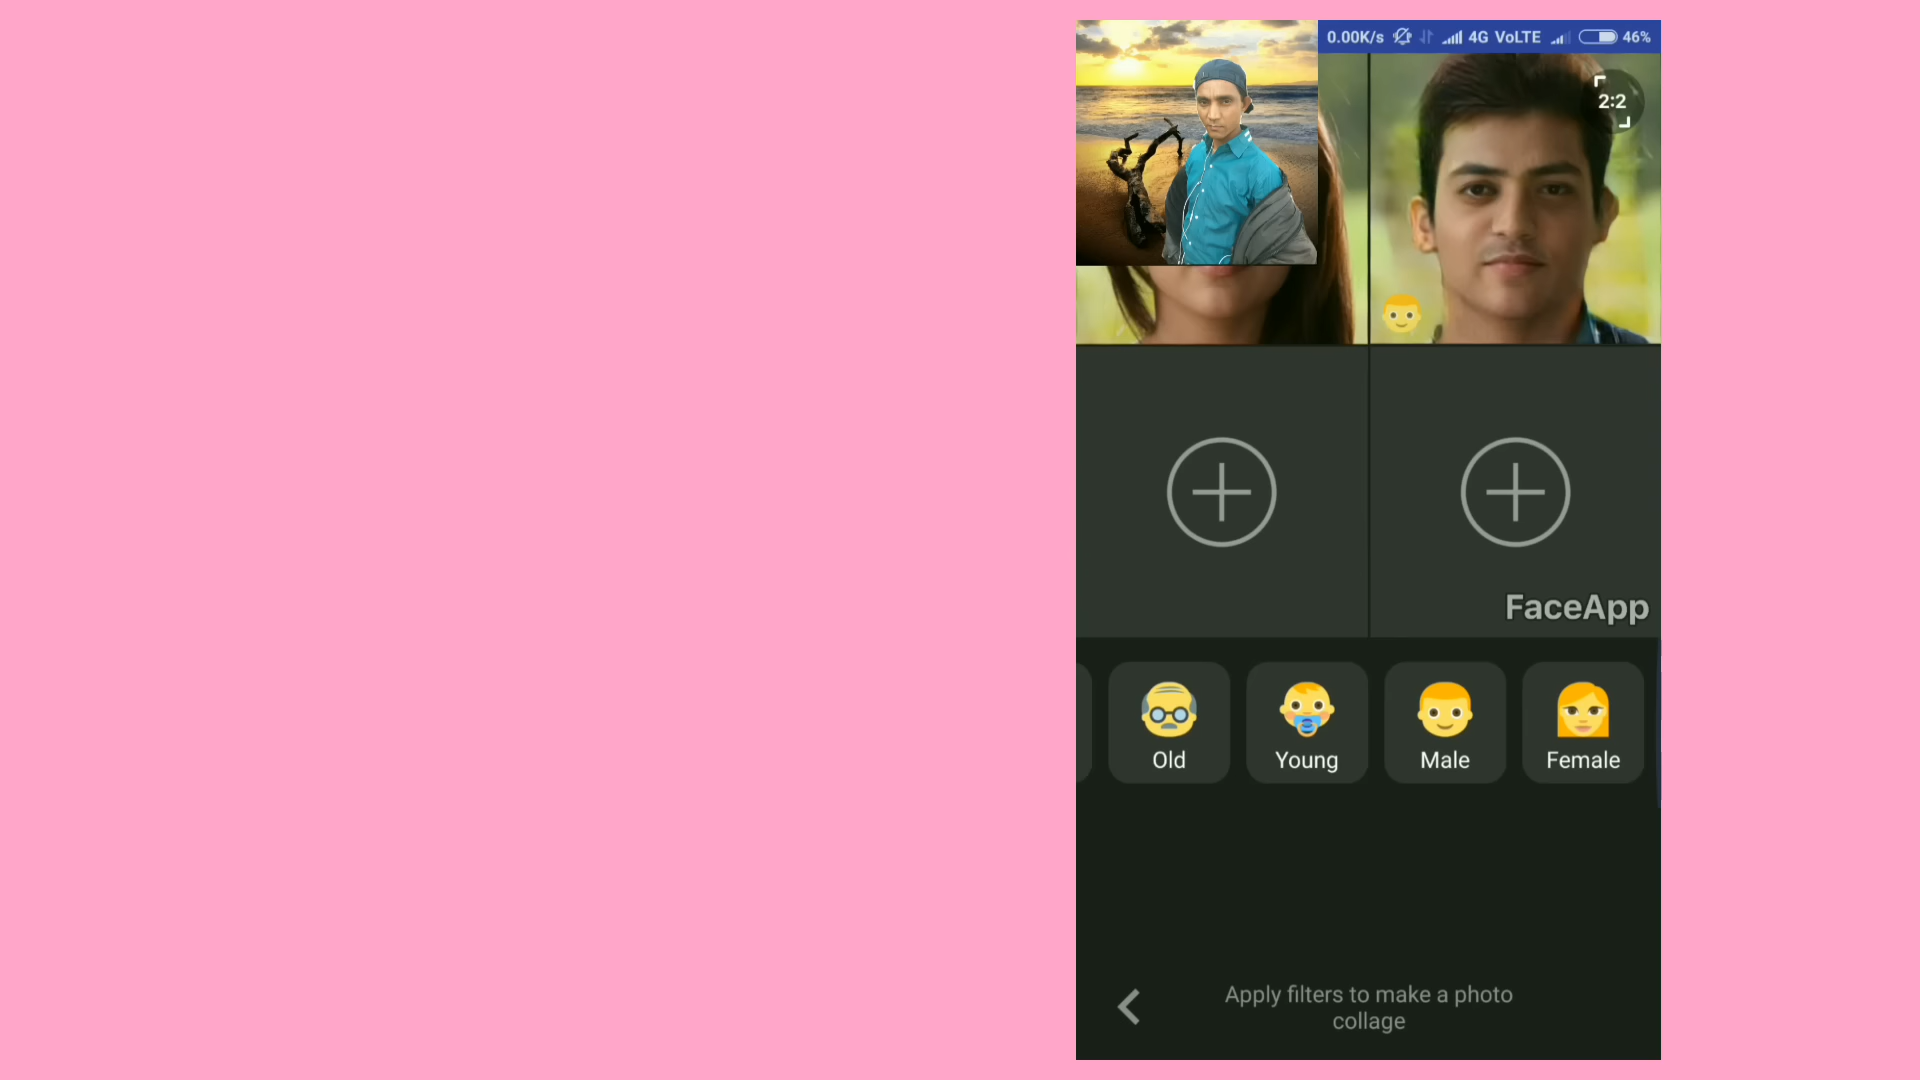 0.00K/s 4G VoLTE 46%
2:2
FaceApp
Old Young Male Female
Apply filters to make a photo
collage